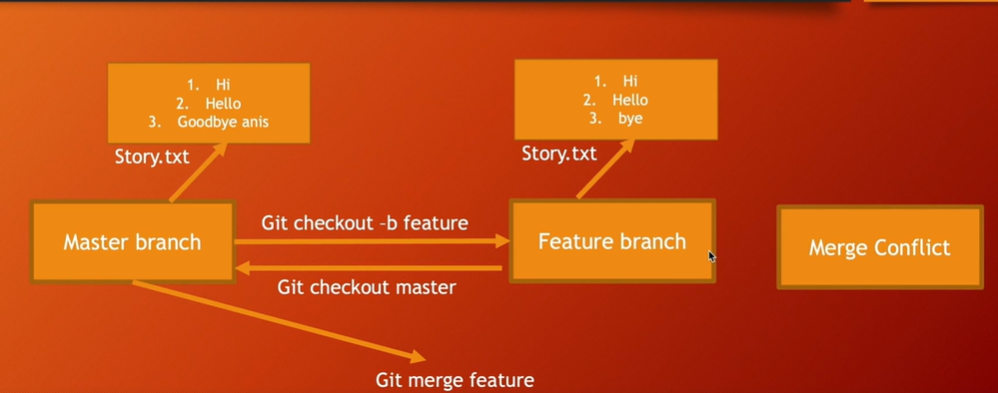 1. Hi
2. Hello
3. Goodbye anis
Story.txt
1. Hi
2. Hello
3. bye
Story.txt
Master branch
Git checkout -b feature
Feature branch
Merge Conflict
Git checkout master
Git merge feature